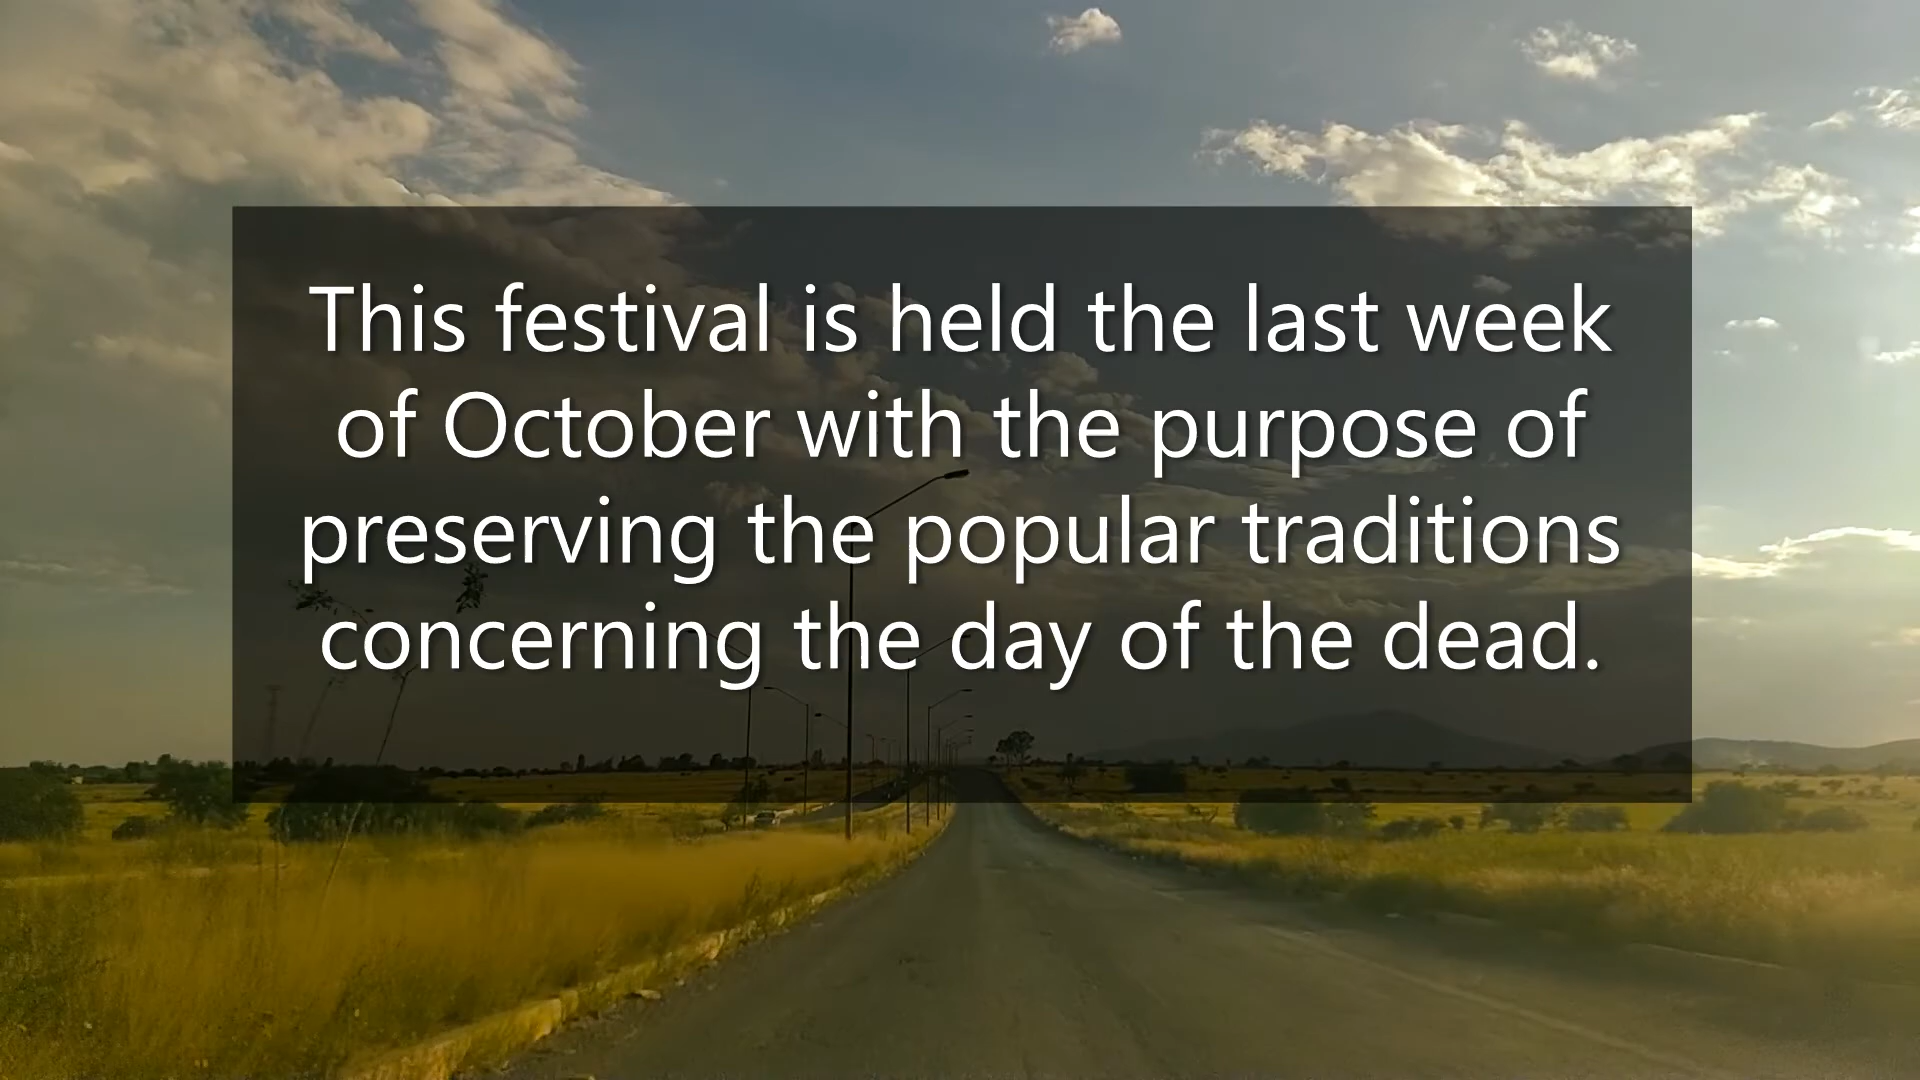 This festival is held the last week
of October with the purpose of
preserving the popular traditions
concerning the day of the dead.